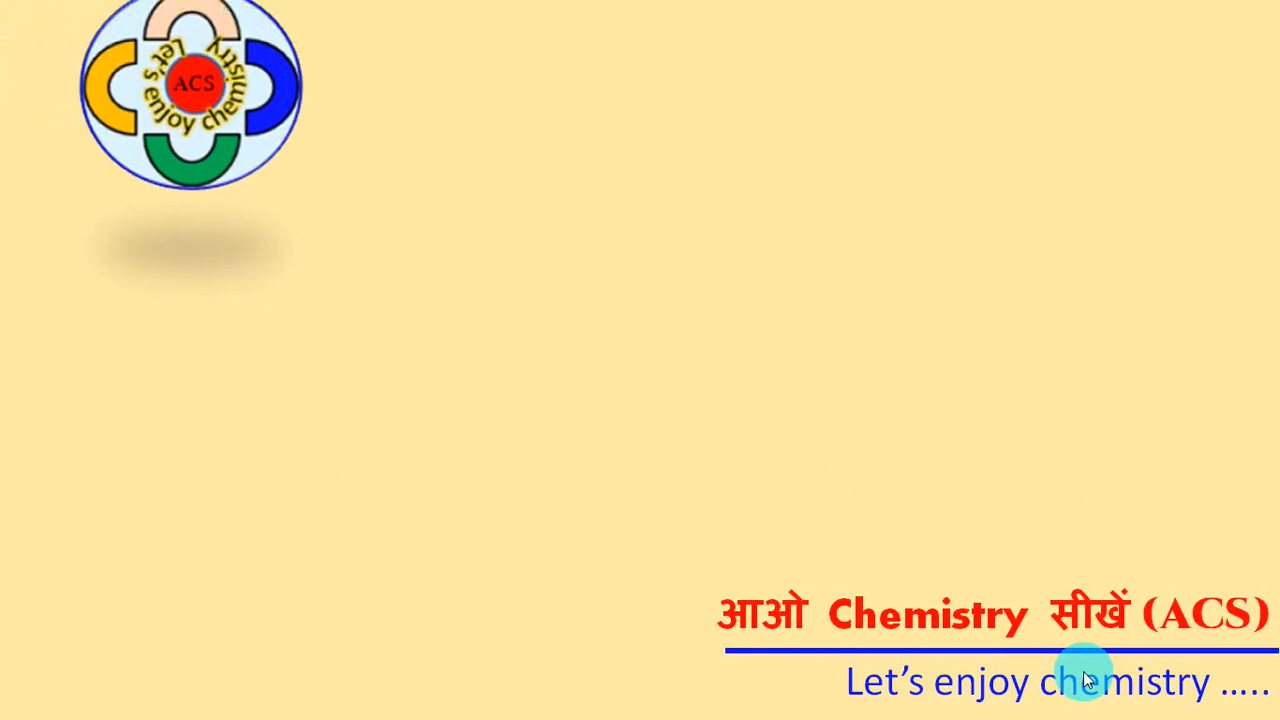 Let's enjoy chemistry
ACS
आओ Chemistry सीखें (ACS)
Let's enjoy chemistry .....